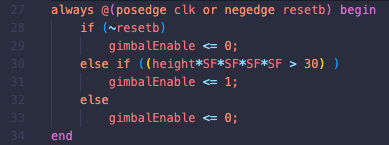 27 always @(posedge clk or negedge resetb) begin
28 if (~resetb)
29 gimbalEnable <= 0;
30 else if ((height*SF*SF*SF*SF > 30) )
31 gimbalEnable <= 1;
32 else
33 gimbalEnable <= 0;
34 end